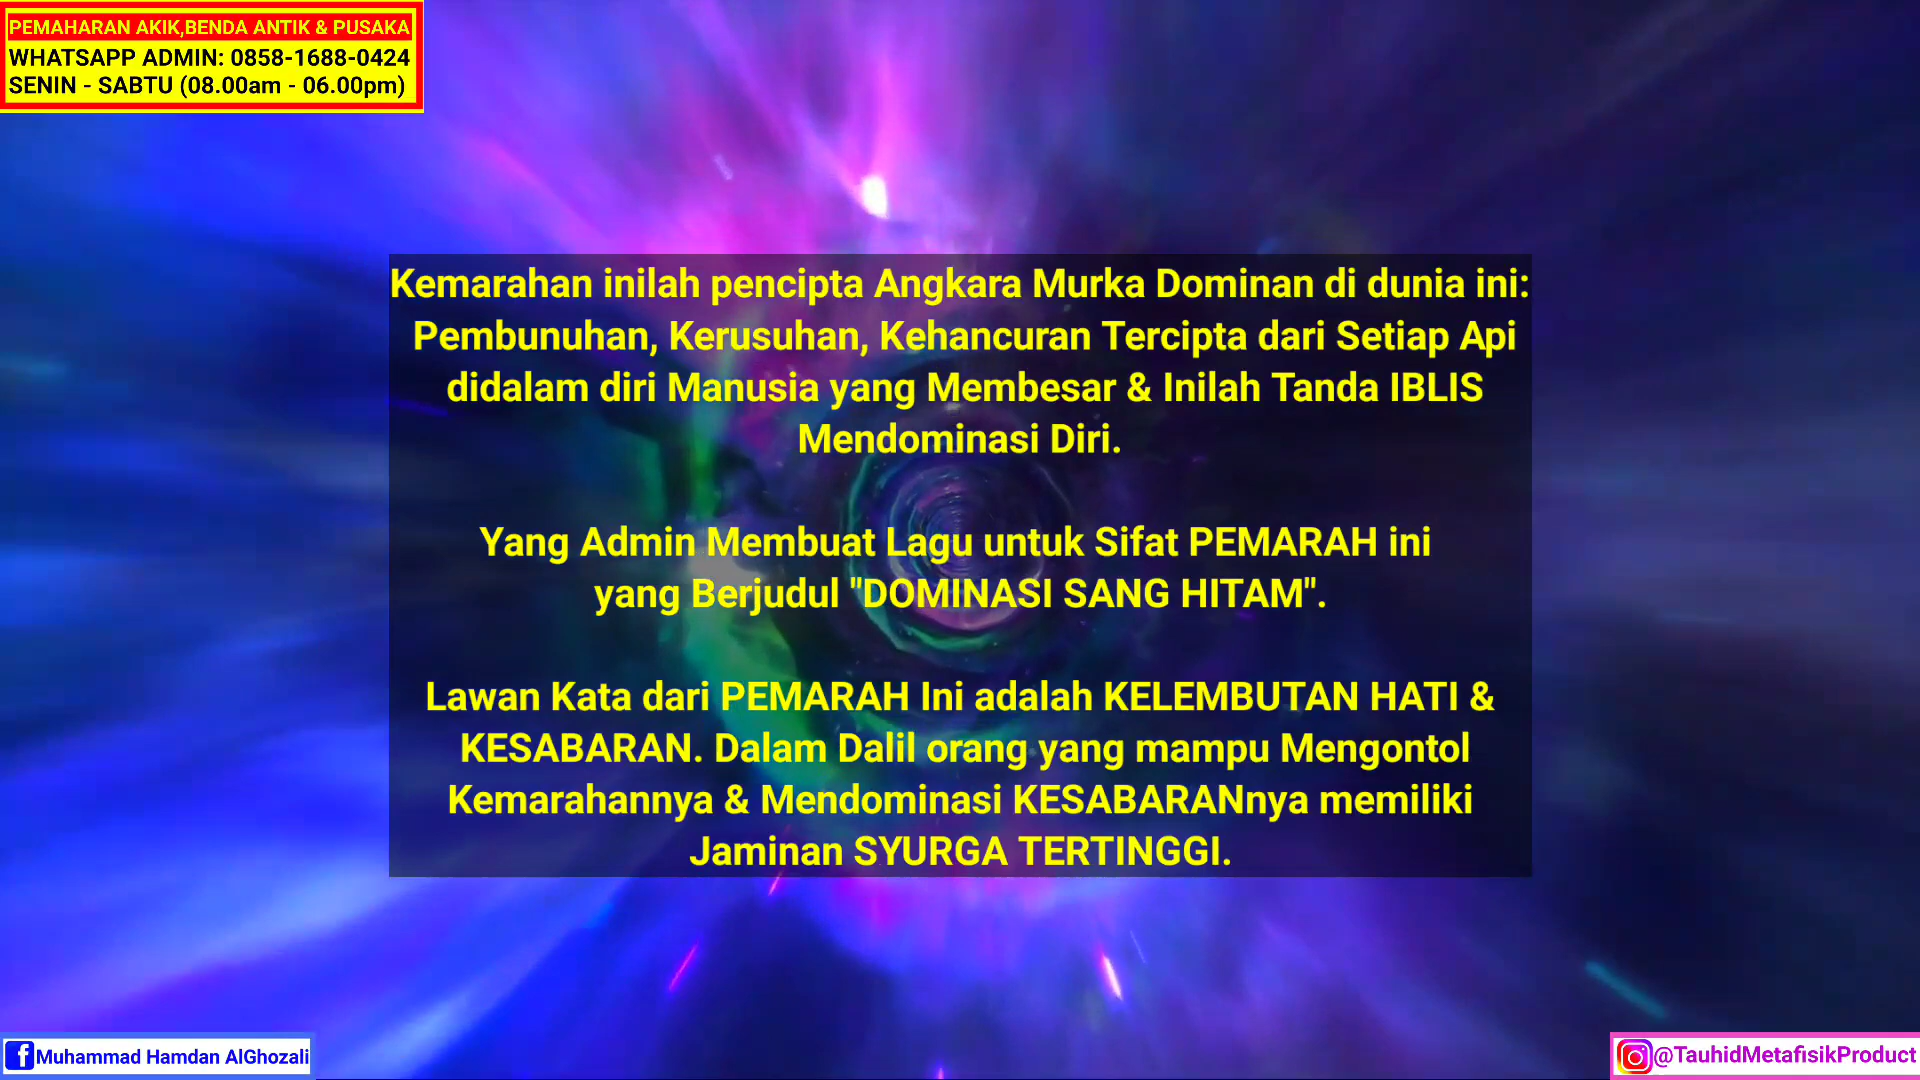 PEMAHARAN AKIK,BENDA ANTIK & PUSAKA
WHATSAPP ADMIN: 0858-1688-0424
SENIN - SABTU (08.00am - 06.00pm)
Kemarahan inilah pencipta Angkara Murka Dominan di dunia ini:
Pembunuhan, Kerusuhan, Kehancuran Tercipta dari Setiap Api
didalam diri Manusia yang Membesar & Inilah Tanda IBLIS
Mendominasi Diri.
Yang Admin Membuat Lagu untuk Sifat PEMARAH ini
yang Berjudul "DOMINASI SANG HITAM".
Lawan Kata dari PEMARAH Ini adalah KELEMBUTAN HATI &
KESABARAN. Dalam Dalil orang yang mampu Mengontol
Kemarahannya & Mendominasi KESABARANnya memiliki
Jaminan SYURGA TERTINGGI.
Muhammad Hamdan AlGhozali
@TauhidMetafisikProduct